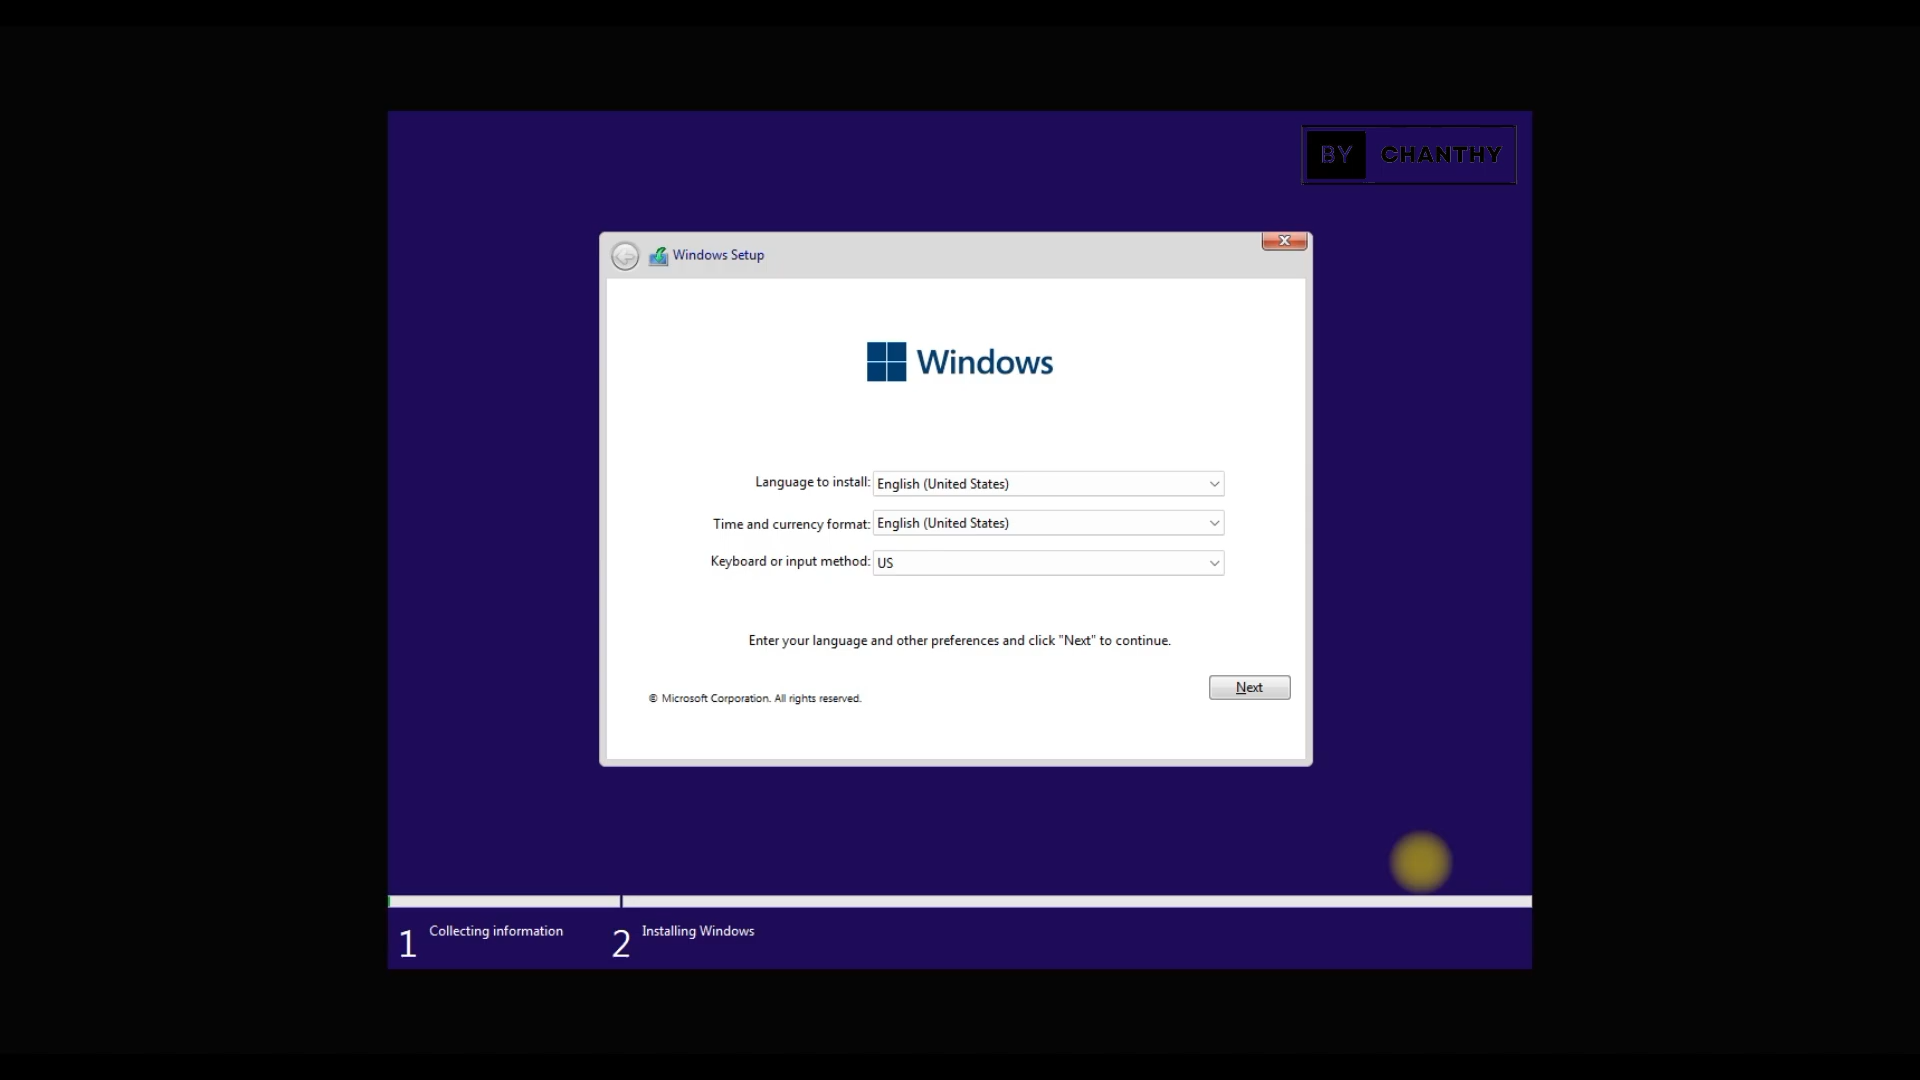 BY CHANTHY
Windows Setup
Windows
Language to install: English (United States)
Time and currency format: English (United States)
Keyboard or input method: US
Enter your language and other preferences and click "Next" to continue.
Next
© Microsoft Corporation. All rights reserved.
1 Collecting information 2 Installing Windows